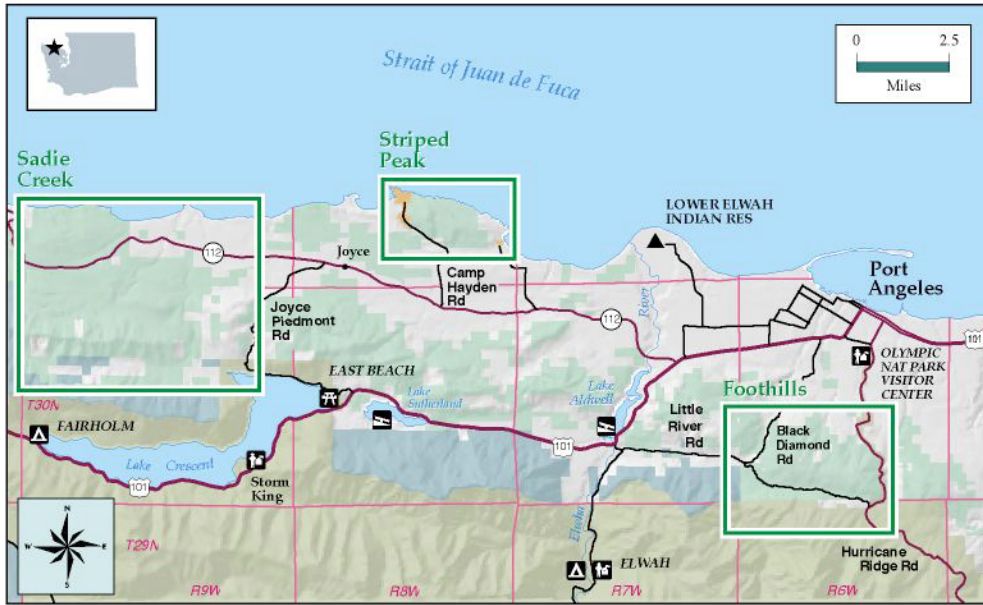 0
2.5
Miles
Strait of Juan de Fuca
Sadie
Creek
Striped
Peak
LOWER ELWAH
INDIAN RES
112
Joyce
Camp
Hayden
Rd
Port
Angeles
River
Joyce
Piedmont
Rd
112
101
OLYMPIC
NAT PARK
VISITOR
CENTER
EAST BEACH
Lake
Sutherland
Lake
Aldwell
Foothills
T30N
FAIRHOLM
Little
River
Rd
Black
Diamond
Rd
101
Lake Crescent
101
Storm
King
N
W
E
S
T29N
Elwha
ELWAH
Hurricane
Ridge Rd
R9W
R8W
R7W
R6W